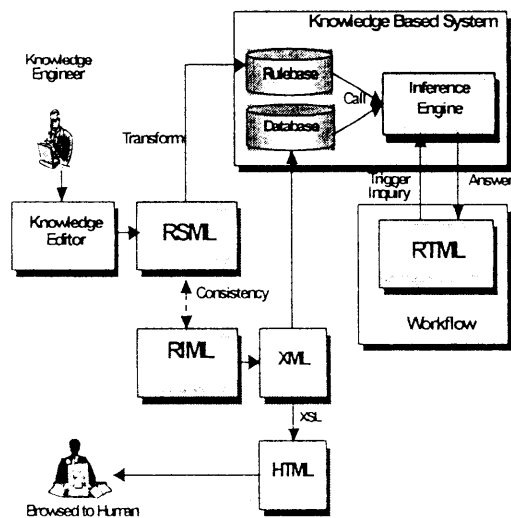 Knowledge Based System
Knowledge
Engineer
Rulebase
Call
Inference
Engine
Database
Transform
Trigger
Inquiry
Answer
Knowledge
Editor
RSML
RTML
Consistency
Workflow
RIML
XML
XSL
HTML
Browsed to Human